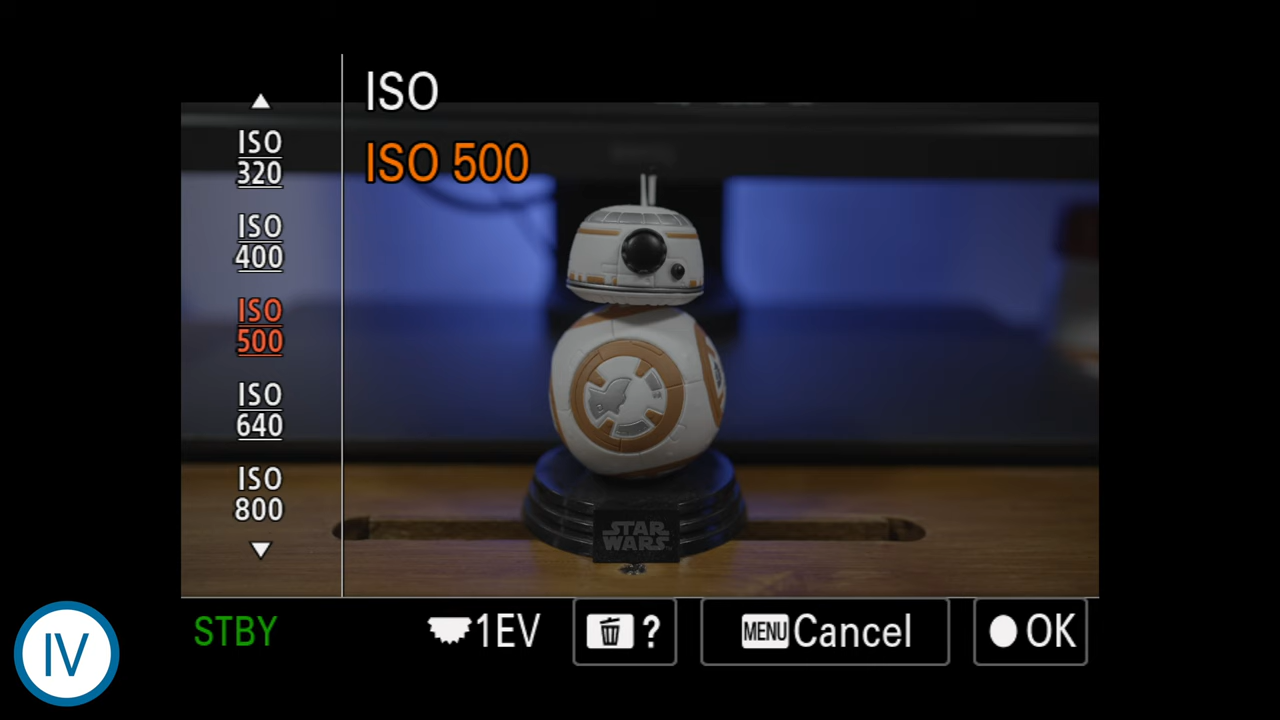 ISO
ISO 500
ISO
320
ISO
400
ISO
500
ISO
640
ISO
800
STAR
WARS
STBY
1EV
?
MENU Cancel
OK
IV